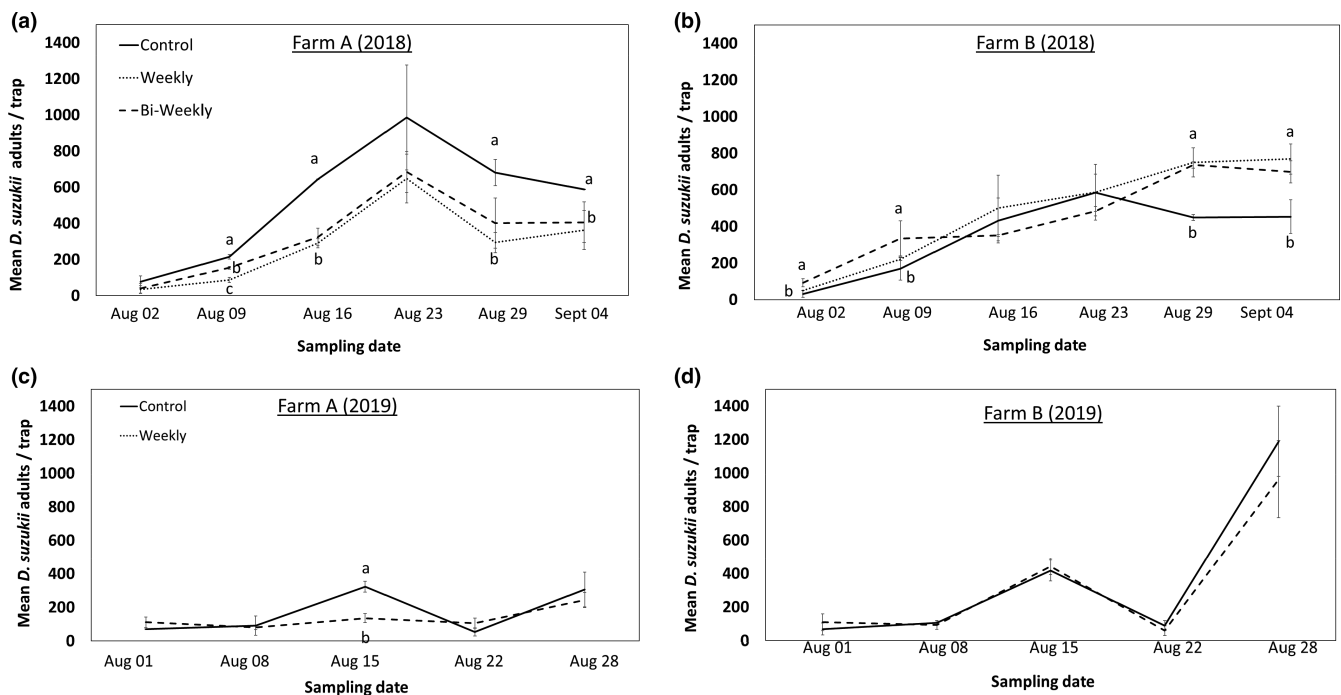 (a)
Mean D. suzukii adults / trap
1400
1200
1000
800
600
400
200
0
Farm A (2018)
Control
Weekly
Bi-Weekly
a
a
a
a
b
c
b
b
b
Aug 02 Aug 09 Aug 16 Aug 23 Aug 29 Sept 04
Sampling date
(b)
Mean D. suzukii adults / trap
1400
1200
1000
800
600
400
200
0
Farm B (2018)
a
a
a
a
b
b
b
b
Aug 02 Aug 09 Aug 16 Aug 23 Aug 29 Sept 04
Sampling date
(c)
Mean D. suzukii adults / trap
1400
1200
1000
800
600
400
200
0
Farm A (2019)
Control
Weekly
a
b
Aug 01 Aug 08 Aug 15 Aug 22 Aug 28
Sampling date
(d)
Mean D. suzukii adults / trap
1400
1200
1000
800
600
400
200
0
Farm B (2019)
Aug 01 Aug 08 Aug 15 Aug 22 Aug 28
Sampling date